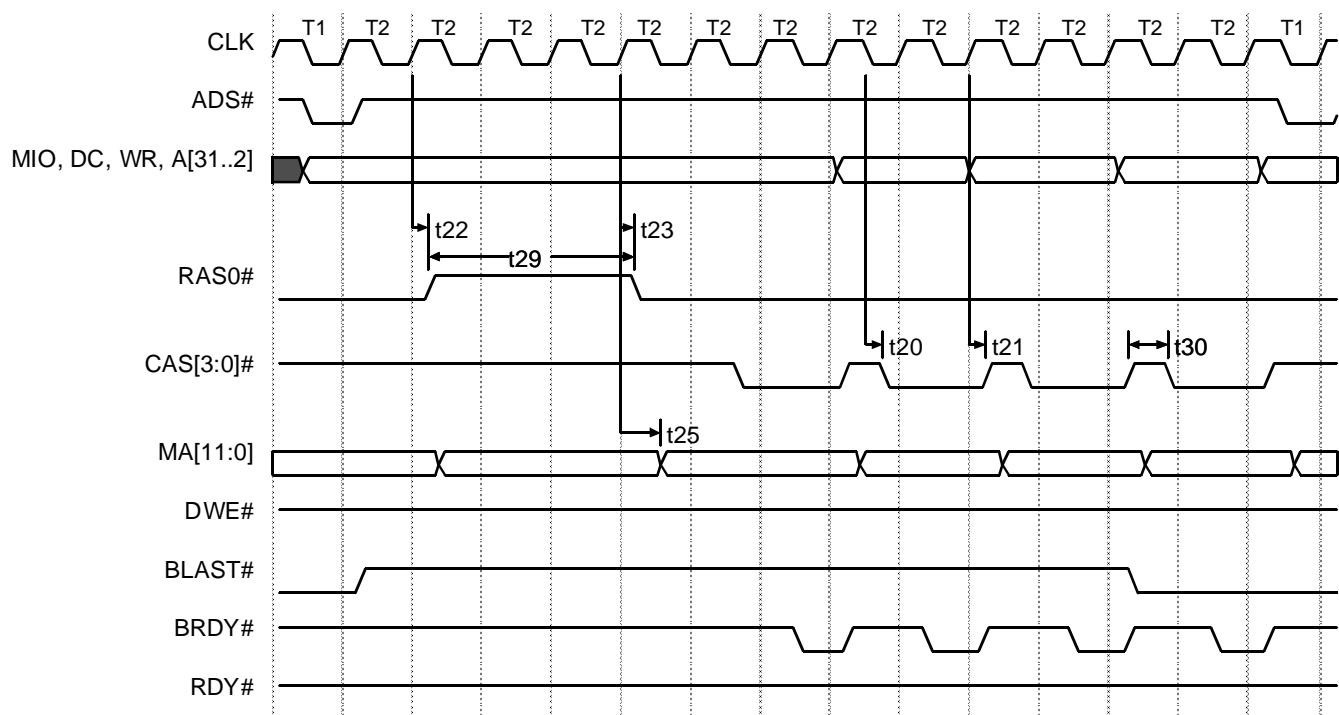 T1 T2 T2 T2 T2 T2 T2 T2 T2 T2 T2 T2 T2 T2 T1
CLK
ADS#
MIO, DC, WR, A[31..2]
t22 t23
t29
RAS0#
t20 t21 t30
CAS[3:0]#
t25
MA[11:0]
DWE#
BLAST#
BRDY#
RDY#